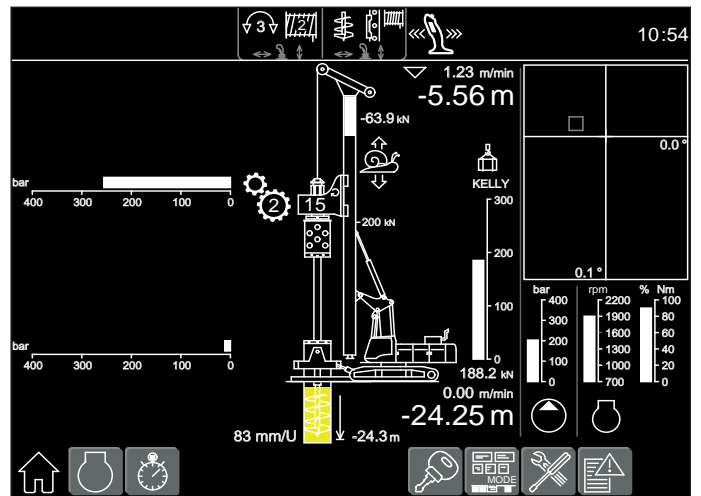 3 2 10:54
1.23 m/min
-5.56 m
-63.9 kN
0.0 °
bar
400 300 200 100 0
2 15
KELLY
300
200
100
0
-200 kN
188.2 kN
0.1 °
bar
400
300
200
100
0
rpm
2200
1900
1600
1300
1000
700
% Nm
100
80
60
40
20
0
bar
400 300 200 100 0
0.00 m/min
-24.25 m
83 mm/U -24.3 m
MODE